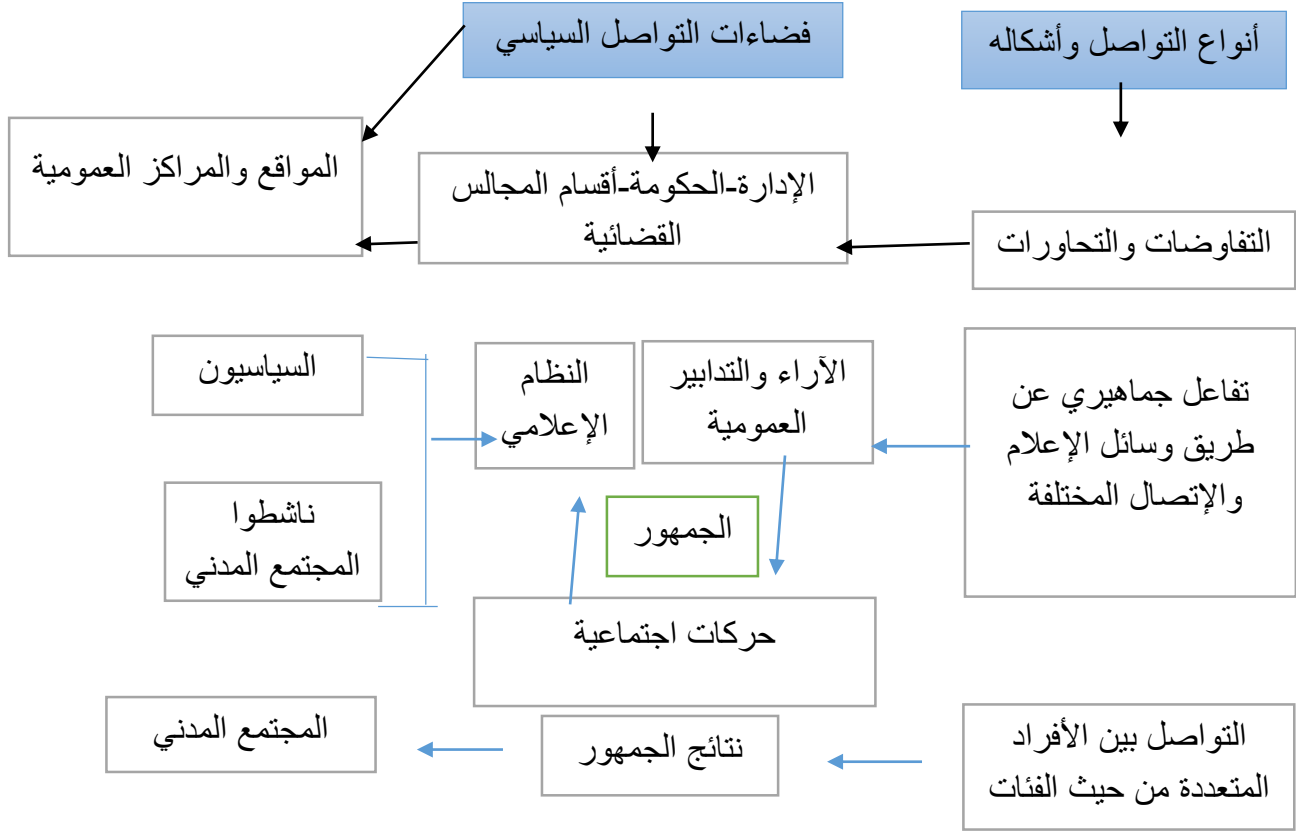 أنواع التواصل وأشكاله
فضاءات التواصل السياسي
المواقع والمراكز العمومية
الإدارة-الحكومة-أقسام المجالس
القضائية
التفاوضات والتحاورات
السياسيون
النظام
الإعلامي
الآراء والتدابير
العمومية
تفاعل جماهيري عن
طريق وسائل الإعلام
والإتصال المختلفة
ناشطوا
المجتمع المدني
الجمهور
حركات اجتماعية
المجتمع المدني
نتائج الجمهور
التواصل بين الأفراد
المتعددة من حيث الفئات